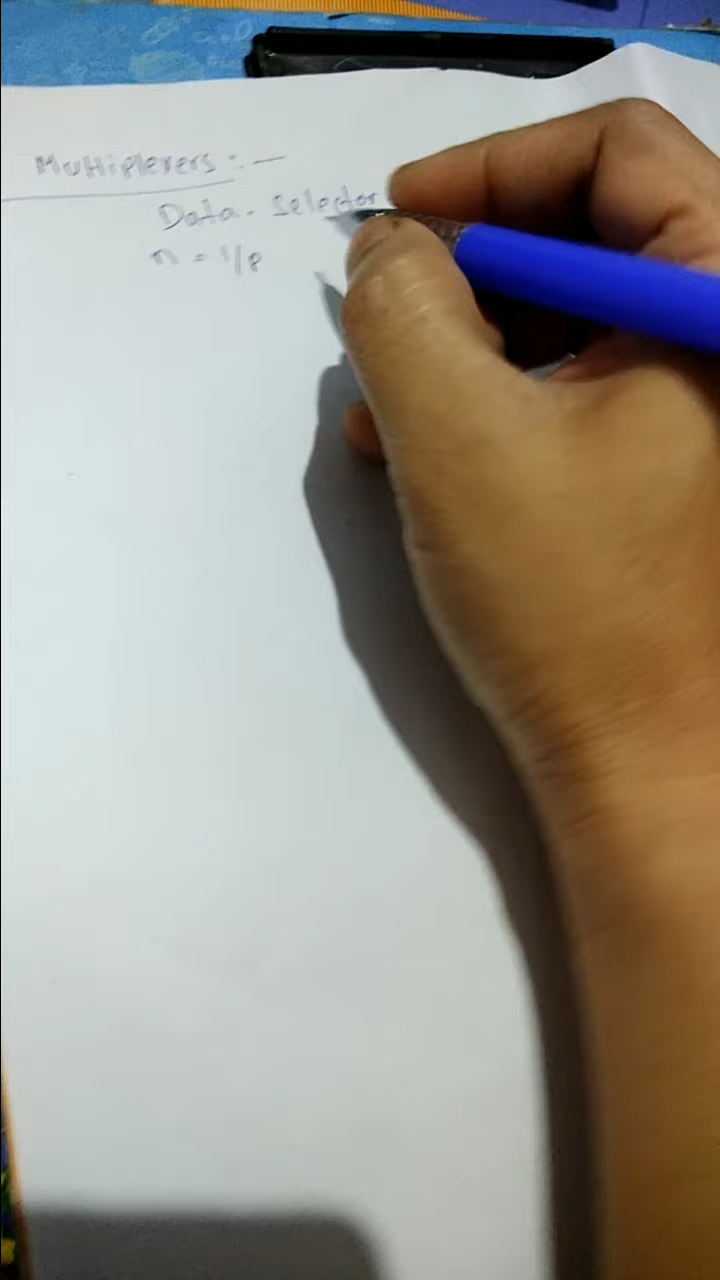 Multiplexers :-
Data - Selector
n = 1/p